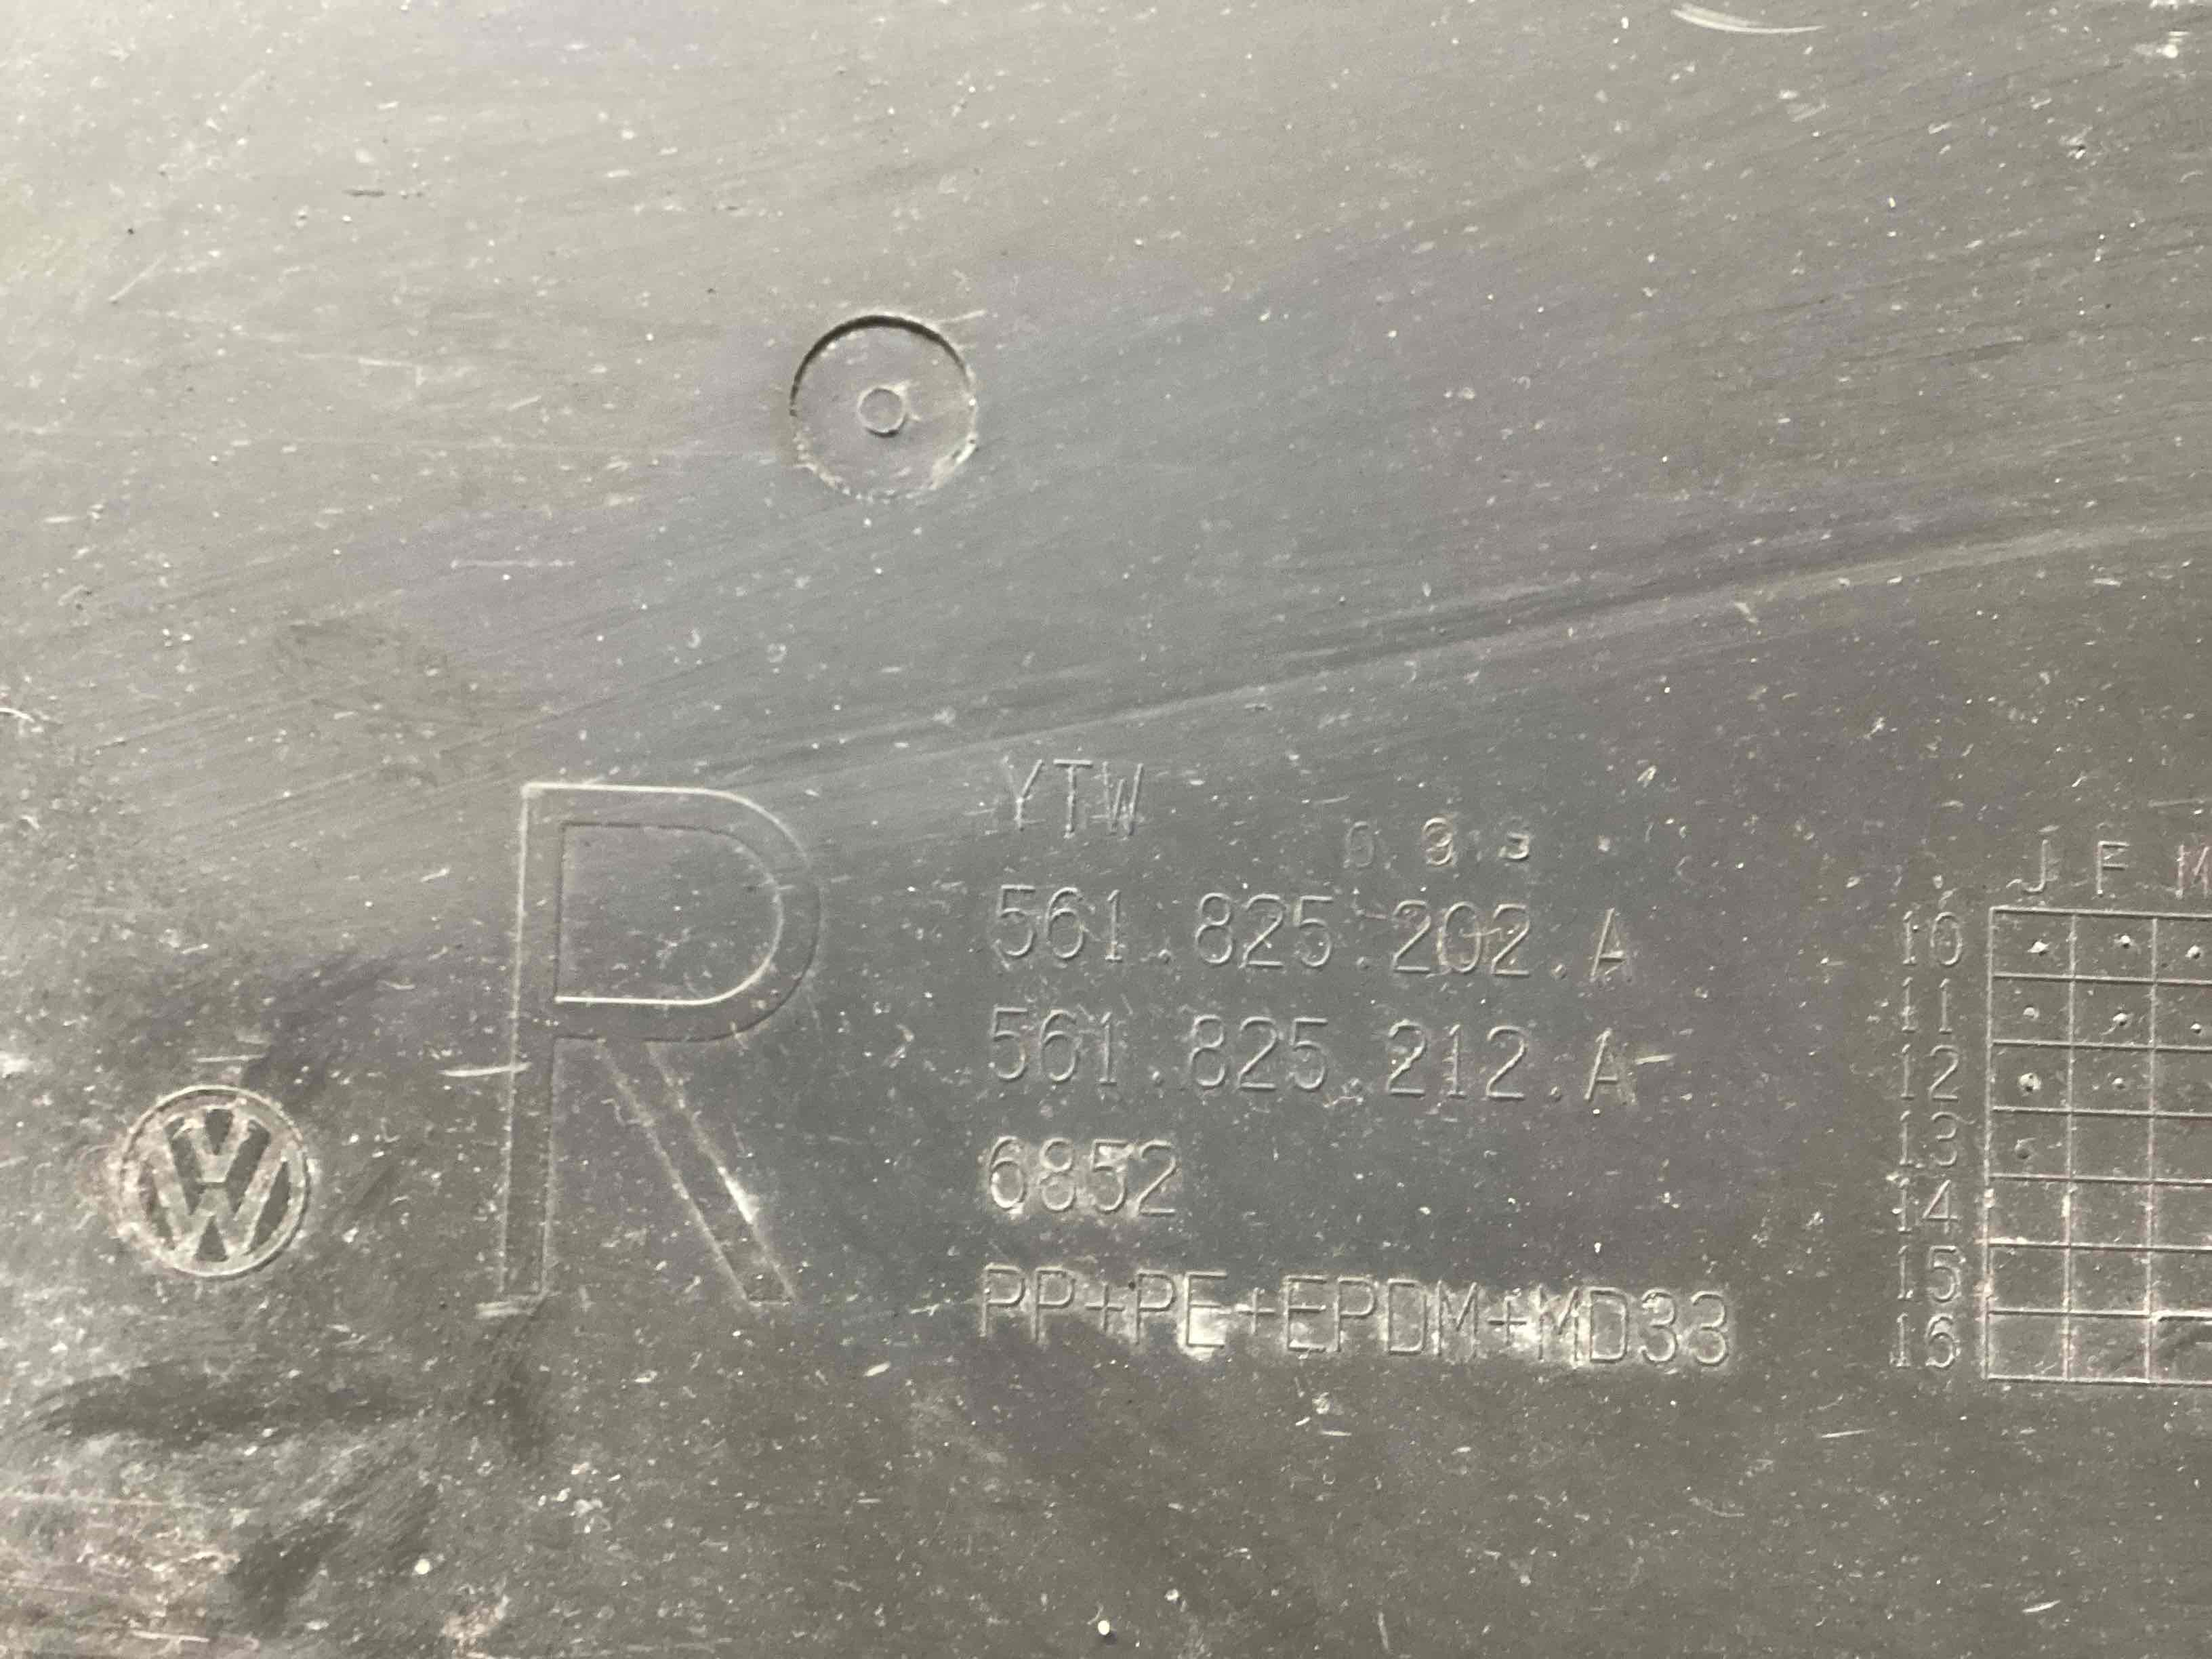 YTW
R
561.825.202.A
561.825.212.A
6852
PP+PE+EPDM+MD33
J F M
10
11
12
13
14
15
16
VW